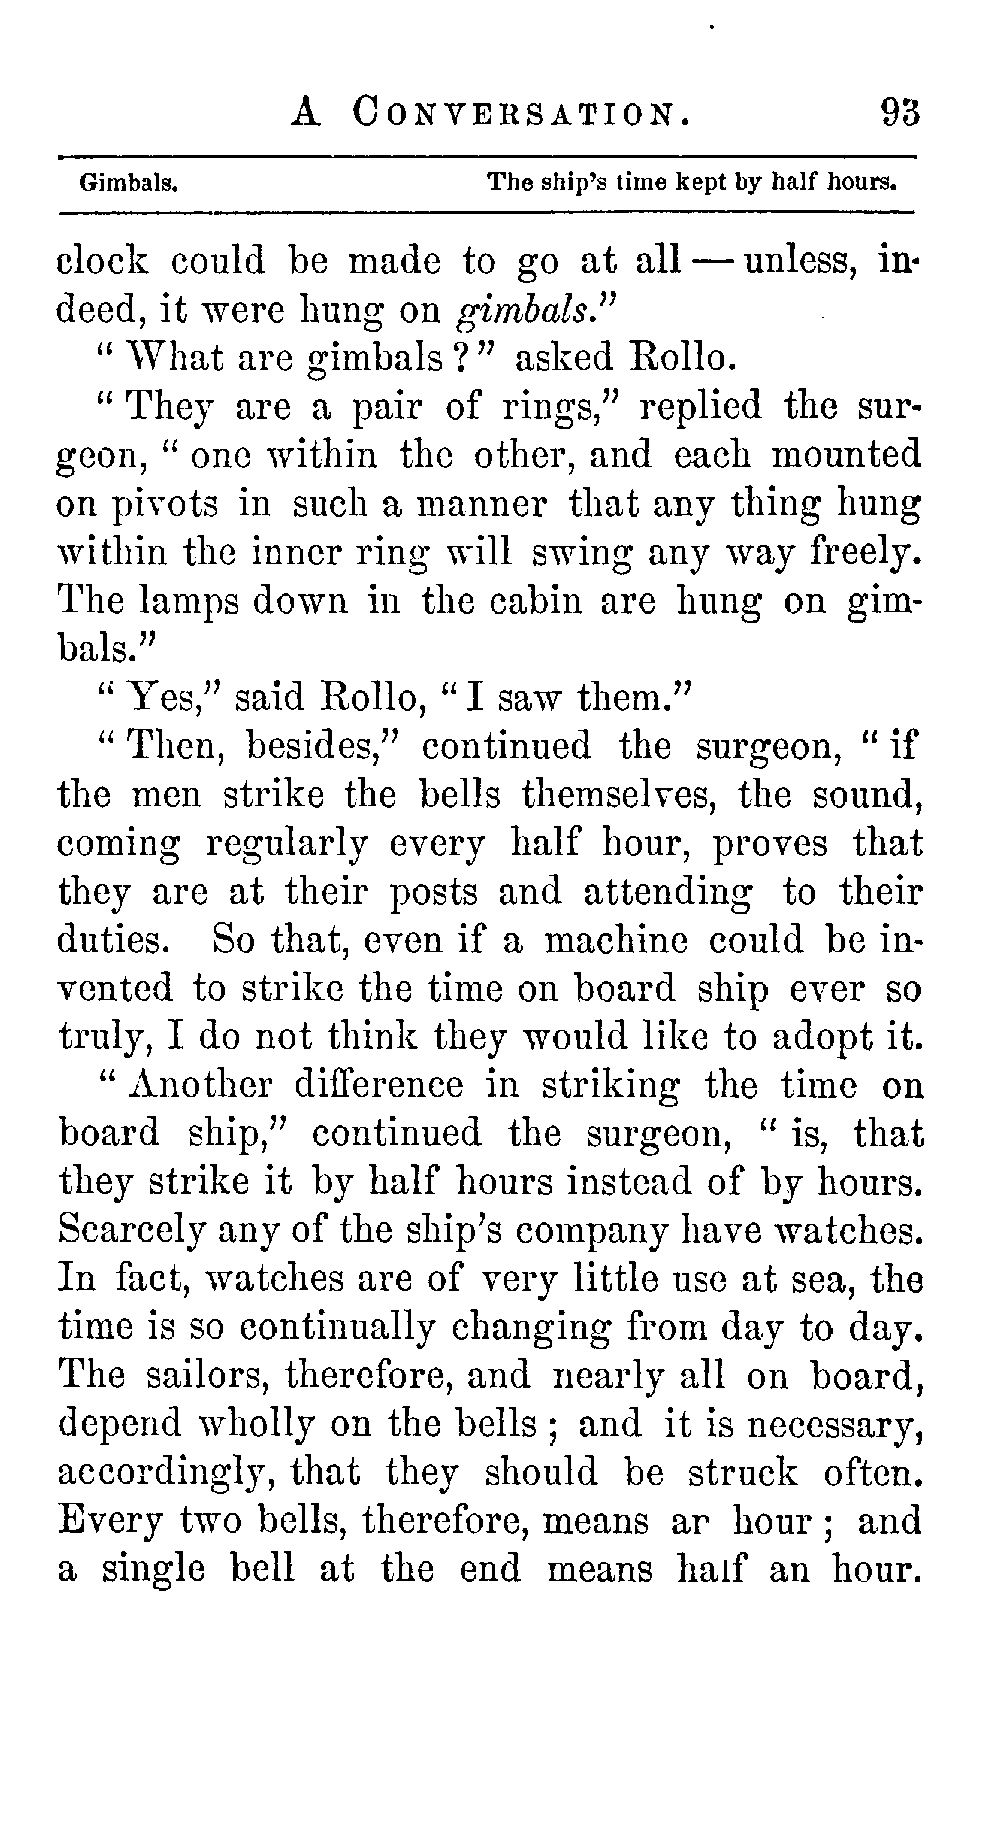 A CONVERSATION. 93
Gimbals. The ship's time kept by half hours.
clock could be made to go at all — unless, in-
deed, it were hung on gimbals."
" What are gimbals ? " asked Rollo.
" They are a pair of rings," replied the sur-
geon, " one within the other, and each mounted
on pivots in such a manner that any thing hung
within the inner ring will swing any way freely.
The lamps down in the cabin are hung on gim-
bals."
" Yes," said Rollo, " I saw them."
" Then, besides," continued the surgeon, " if
the men strike the bells themselves, the sound,
coming regularly every half hour, proves that
they are at their posts and attending to their
duties. So that, even if a machine could be in-
vented to strike the time on board ship ever so
truly, I do not think they would like to adopt it.
" Another difference in striking the time on
board ship," continued the surgeon, " is, that
they strike it by half hours instead of by hours.
Scarcely any of the ship's company have watches.
In fact, watches are of very little use at sea, the
time is so continually changing from day to day.
The sailors, therefore, and nearly all on board,
depend wholly on the bells ; and it is necessary,
accordingly, that they should be struck often.
Every two bells, therefore, means an hour ; and
a single bell at the end means half an hour.